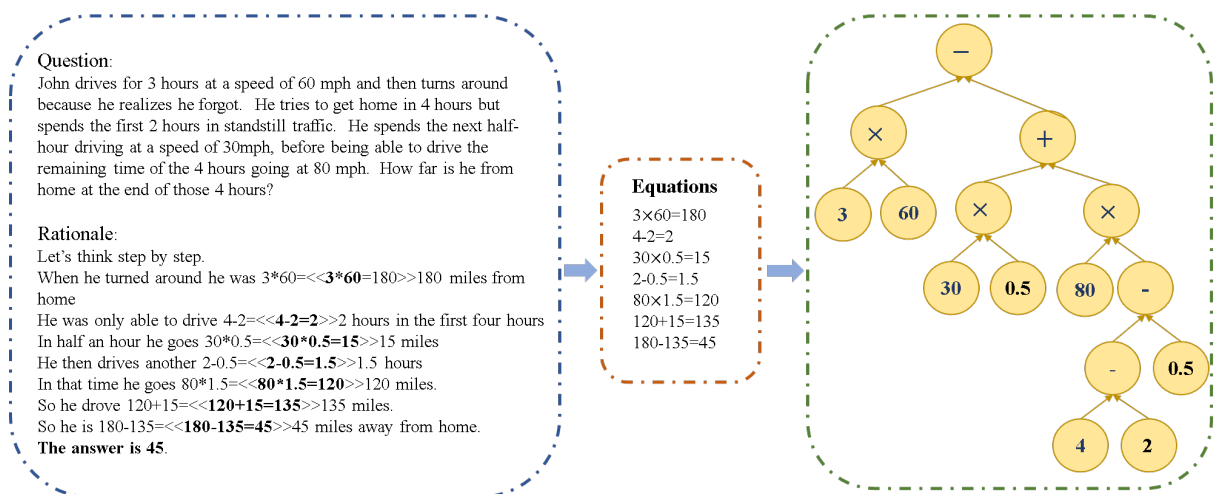 Question:
John drives for 3 hours at a speed of 60 mph and then turns around
because he realizes he forgot. He tries to get home in 4 hours but
spends the first 2 hours in standstill traffic. He spends the next half-
hour driving at a speed of 30mph, before being able to drive the
remaining time of the 4 hours going at 80 mph. How far is he from
home at the end of those 4 hours?
Rationale:
Let's think step by step.
When he turned around he was 3*60=<<3*60=180>>180 miles from
home
He was only able to drive 4-2=<<4-2=2>>2 hours in the first four hours
In half an hour he goes 30*0.5=<<30*0.5=15>>15 miles
He then drives another 2-0.5=<<2-0.5=1.5>>1.5 hours
In that time he goes 80*1.5=<<80*1.5=120>>120 miles.
So he drove 120+15=<<120+15=135>>135 miles.
So he is 180-135=<<180-135=45>>45 miles away from home.
The answer is 45.
Equations
3×60=180
4-2=2
30×0.5=15
2-0.5=1.5
80×1.5=120
120+15=135
180-135=45
−
× +
3 60 × ×
30 0.5 80 -
- 0.5
4 2